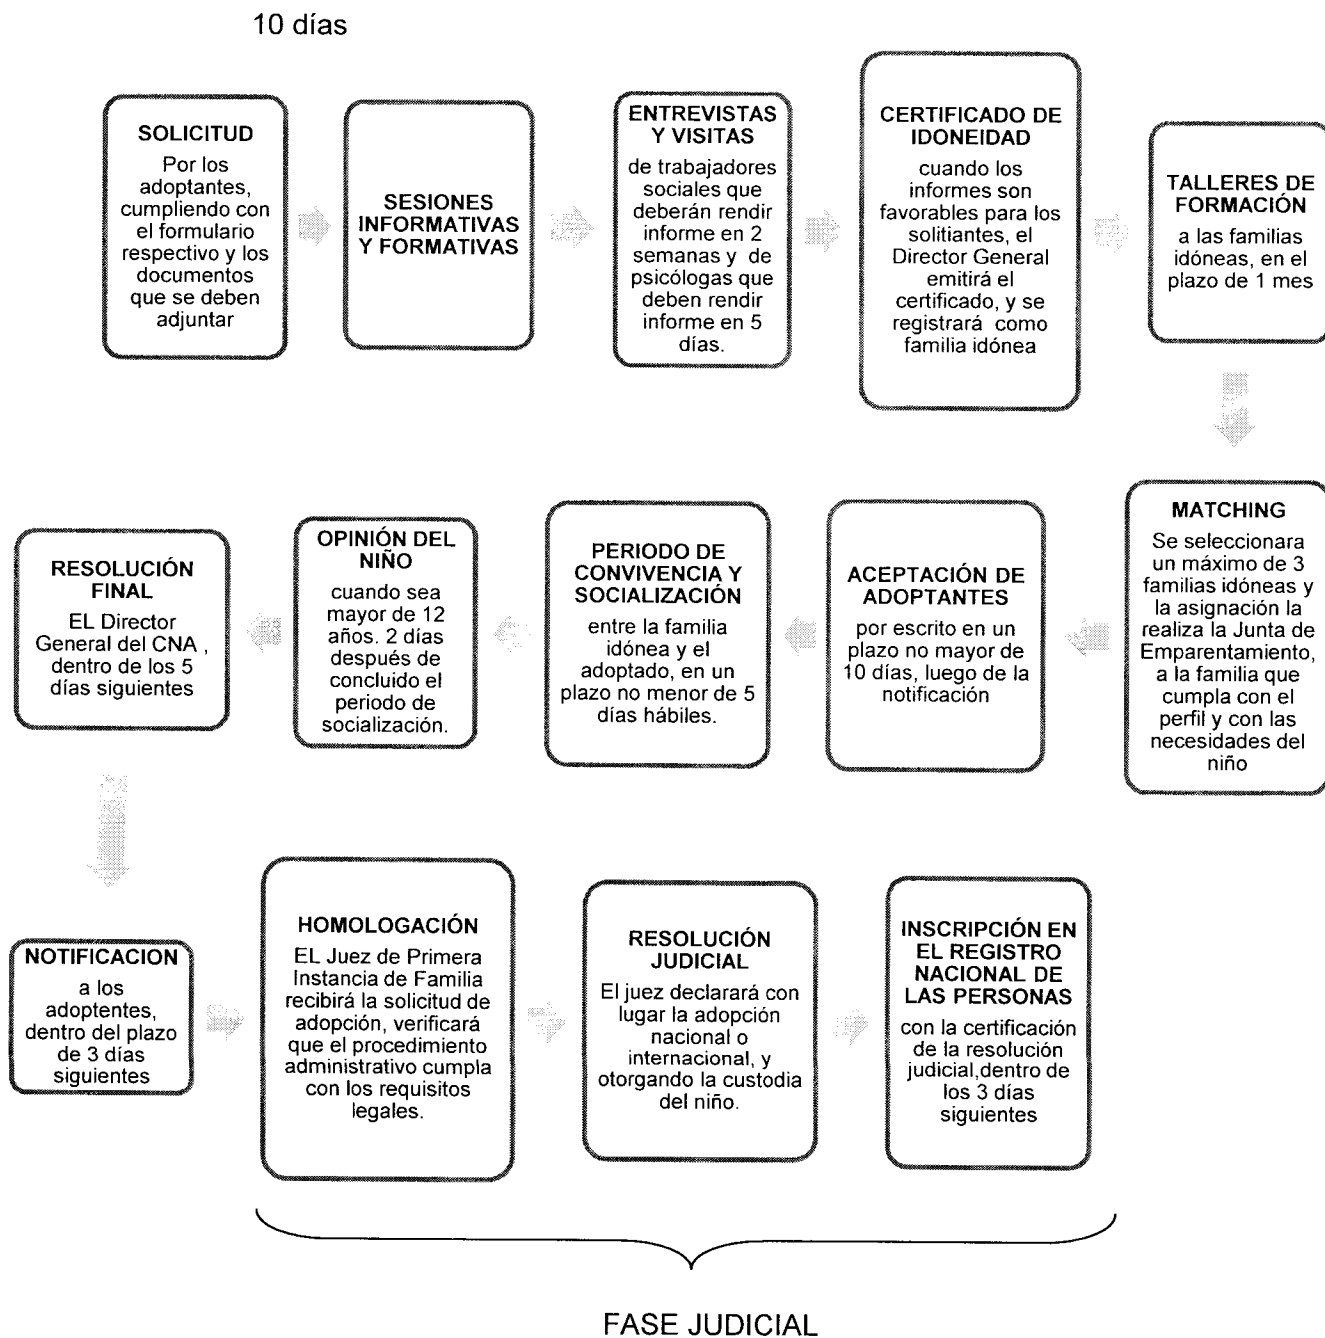 10 días
SOLICITUD
Por los
adoptantes,
cumpliendo con
el formulario
respectivo y los
documentos
que se deben
adjuntar
SESIONES
INFORMATIVAS
Y FORMATIVAS
ENTREVISTAS
Y VISITAS
de trabajadores
sociales que
deberán rendir
informe en 2
semanas y de
psicólogas que
deben rendir
informe en 5
días.
CERTIFICADO DE
IDONEIDAD
cuando los
informes son
favorables para los
solitiantes, el
Director General
emitirá el
certificado, y se
registrará como
familia idónea
TALLERES DE
FORMACIÓN
a las familias
idóneas, en el
plazo de 1 mes
MATCHING
Se seleccionara
un máximo de 3
familias idóneas y
la asignación la
realiza la Junta de
Emparentamiento,
a la familia que
cumpla con el
perfil y con las
necesidades del
niño
ACEPTACIÓN DE
ADOPTANTES
por escrito en un
plazo no mayor de
10 días, luego de la
notificación
PERIODO DE
CONVIVENCIA Y
SOCIALIZACIÓN
entre la familia
idónea y el
adoptado, en un
plazo no menor de 5
días hábiles.
OPINIÓN DEL
NIÑO
cuando sea
mayor de 12
años. 2 días
después de
concluido el
periodo de
socialización.
RESOLUCIÓN
FINAL
EL Director
General del CNA ,
dentro de los 5
días siguientes
NOTIFICACION
a los
adoptentes,
dentro del plazo
de 3 días
siguientes
HOMOLOGACIÓN
EL Juez de Primera
Instancia de Familia
recibirá la solicitud de
adopción, verificará
que el procedimiento
administrativo cumpla
con los requisitos
legales.
RESOLUCIÓN
JUDICIAL
El juez declarará con
lugar la adopción
nacional o
internacional, y
otorgando la custodia
del niño.
INSCRIPCIÓN EN
EL REGISTRO
NACIONAL DE
LAS PERSONAS
con la certificación
de la resolución
judicial,dentro de
los 3 días
siguientes
FASE JUDICIAL